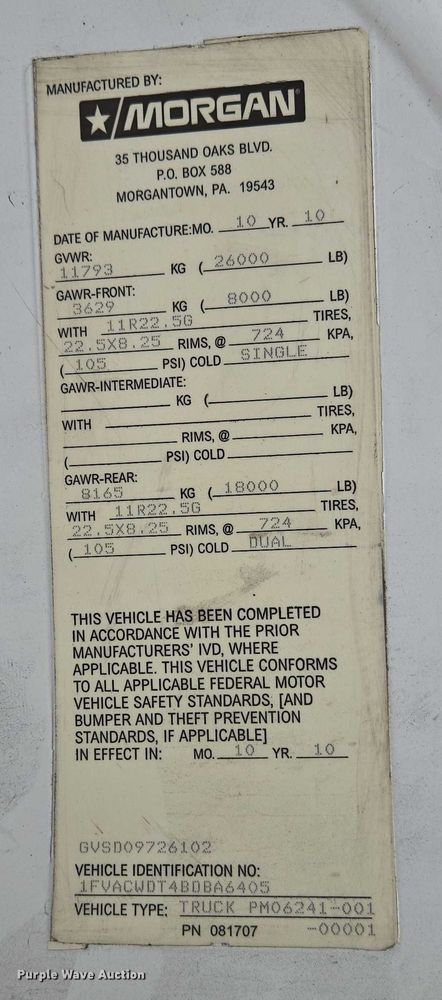 MANUFACTURED BY:
MORGAN
35 THOUSAND OAKS BLVD.
P.O. BOX 588
MORGANTOWN, PA. 19543
DATE OF MANUFACTURE:MO. 10 YR. 10
GVWR:
11793 KG ( 26000 LB)
GAWR-FRONT:
3629 KG ( 8000 LB)
WITH 11R22.5G TIRES,
22.5X8.25 RIMS, @ 724 KPA,
( 105 PSI) COLD SINGLE
GAWR-INTERMEDIATE:
KG ( LB)
WITH TIRES,
RIMS, @ KPA,
( PSI) COLD
GAWR-REAR:
8165 KG ( 18000 LB)
WITH 11R22.5G TIRES,
22.5X8.25 RIMS, @ 724 KPA,
( 105 PSI) COLD DUAL
THIS VEHICLE HAS BEEN COMPLETED
IN ACCORDANCE WITH THE PRIOR
MANUFACTURERS' IVD, WHERE
APPLICABLE. THIS VEHICLE CONFORMS
TO ALL APPLICABLE FEDERAL MOTOR
VEHICLE SAFETY STANDARDS, [AND
BUMPER AND THEFT PREVENTION
STANDARDS, IF APPLICABLE]
IN EFFECT IN: MO. 10 YR. 10
GVSD09726102
VEHICLE IDENTIFICATION NO:
1FVACWDT4BDBA6405
VEHICLE TYPE: TRUCK PM06241-001
PN 081707 -00001
Purple Wave Auction